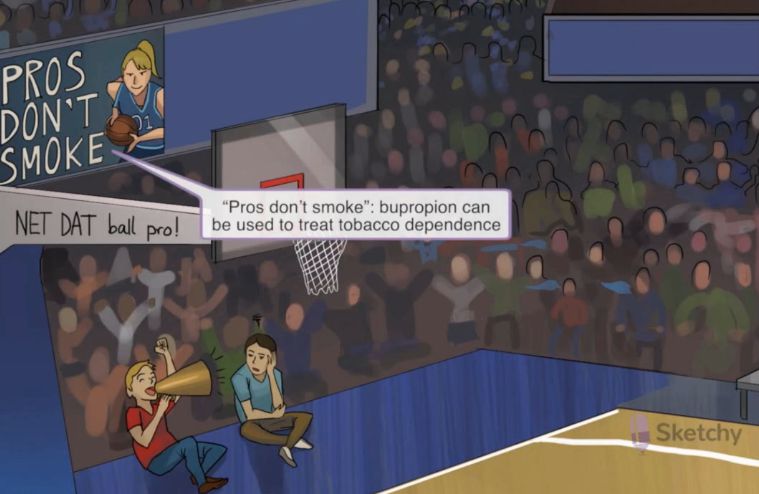 PROS
DON'T
SMOKE
01
NET DAT ball pro!
“Pros don’t smoke”: bupropion can
be used to treat tobacco dependence
Sketchy